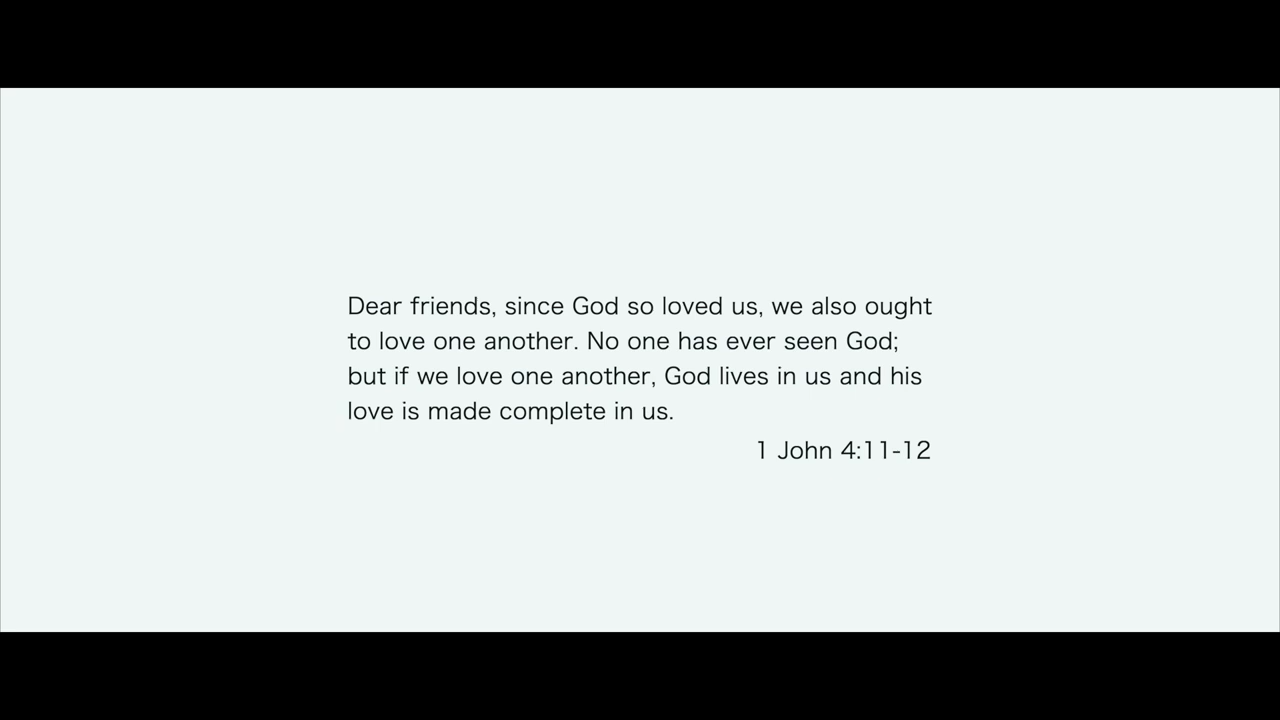 Dear friends, since God so loved us, we also ought
to love one another. No one has ever seen God;
but if we love one another, God lives in us and his
love is made complete in us.
1 John 4:11-12